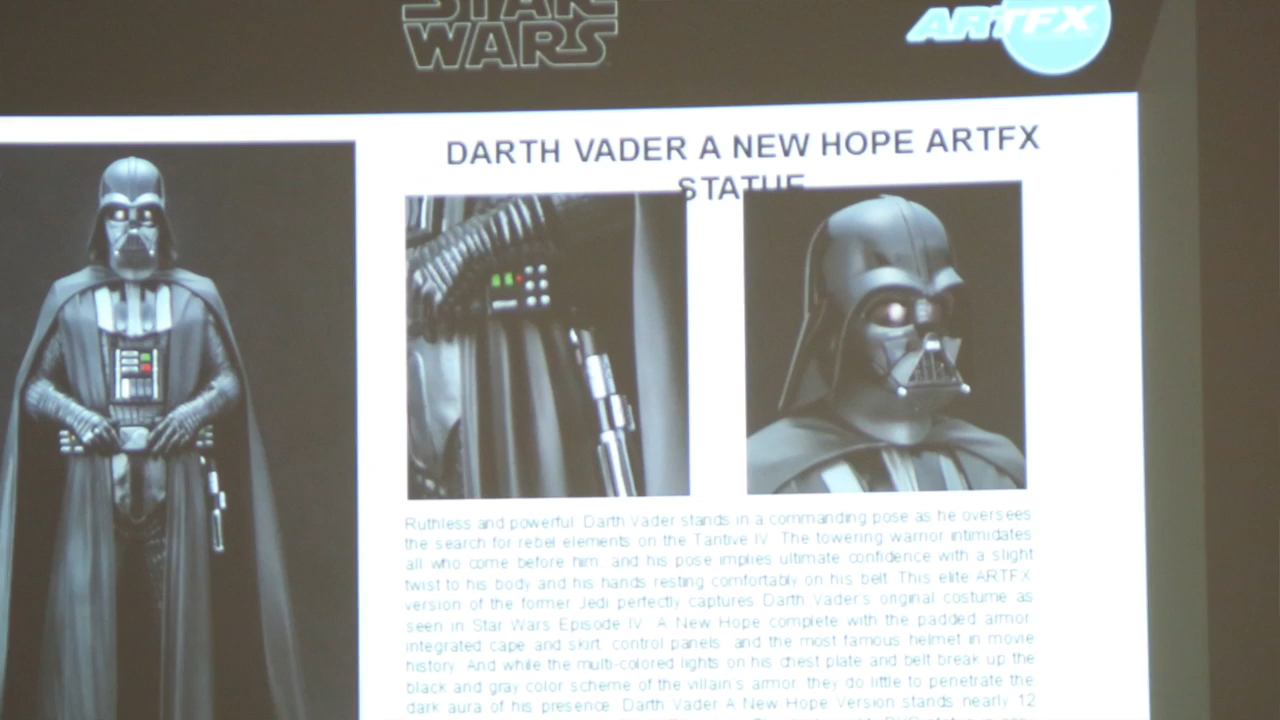 STAR
WARS
ARTFX
DARTH VADER A NEW HOPE ARTFX
STATUE
Ruthless and powerful Darth Vader stands in a commanding pose as he oversees
the search for rebel elements on the Tantive IV. The towering warrior intimidates
all who come before him, and his pose implies ultimate confidence with a slight
twist to his body and his hands resting comfortably on his belt. This elite ARTFX
version of the former Jedi perfectly captures Darth Vader's original costume as
seen in Star Wars Episode IV: A New Hope complete with the padded armor,
integrated cape and skirt, control panels, and the most famous helmet in movie
history. And while the multi-colored lights on his chest plate and belt break up the
black and gray color scheme of the villain's armor, they do little to penetrate the
dark aura of his presence. Darth Vader A New Hope Version stands nearly 12